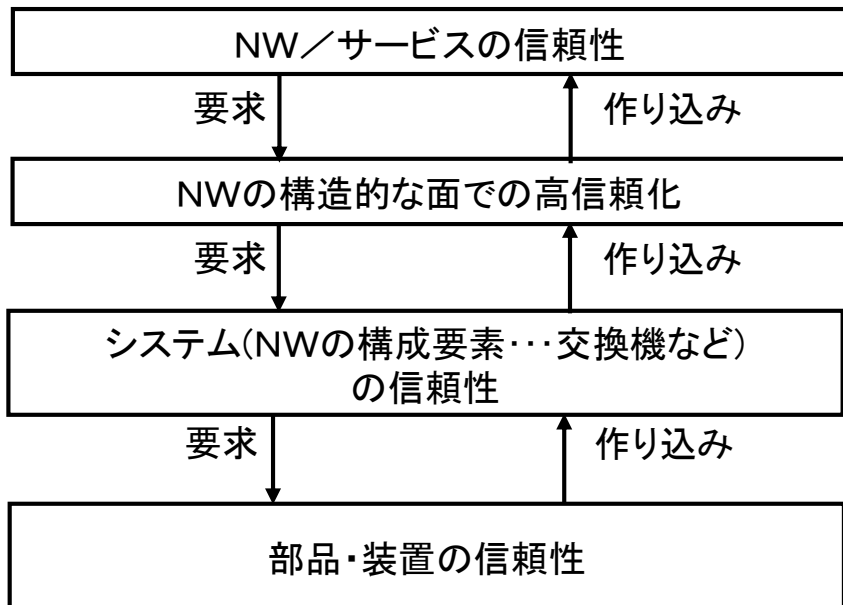 NW／サービスの信頼性
要求
作り込み
NWの構造的な面での高信頼化
要求
作り込み
システム(NWの構成要素･･･交換機など)
の信頼性
要求
作り込み
部品・装置の信頼性